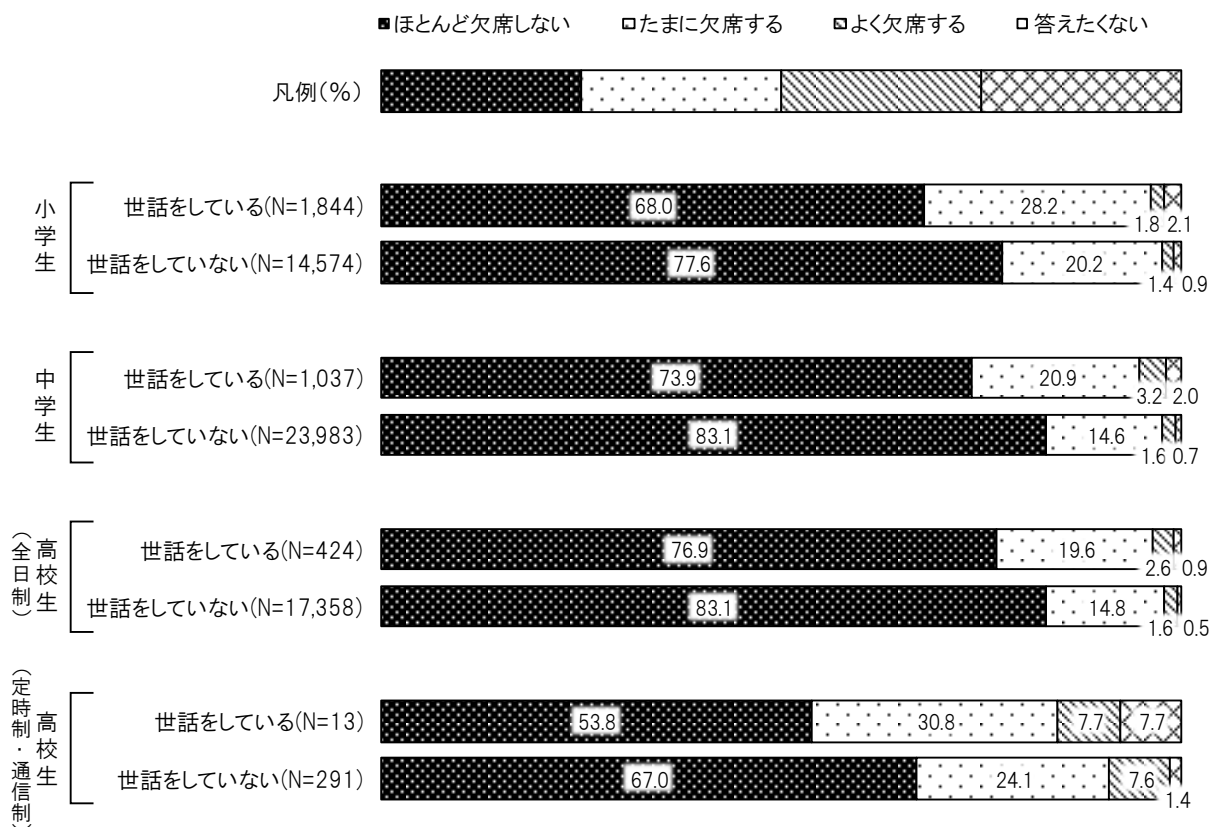 ほとんど欠席しない たまに欠席する よく欠席する 答えたくない
凡例(%)
小学生
世話をしている(N=1,844) 68.0 28.2 1.8 2.1
世話をしていない(N=14,574) 77.6 20.2 1.4 0.9
中学生
世話をしている(N=1,037) 73.9 20.9 3.2 2.0
世話をしていない(N=23,983) 83.1 14.6 1.6 0.7
高校生
(全日制)
世話をしている(N=424) 76.9 19.6 2.6 0.9
世話をしていない(N=17,358) 83.1 14.8 1.6 0.5
高校生
(定時制・通信制)
世話をしている(N=13) 53.8 30.8 7.7 7.7
世話をしていない(N=291) 67.0 24.1 7.6 1.4